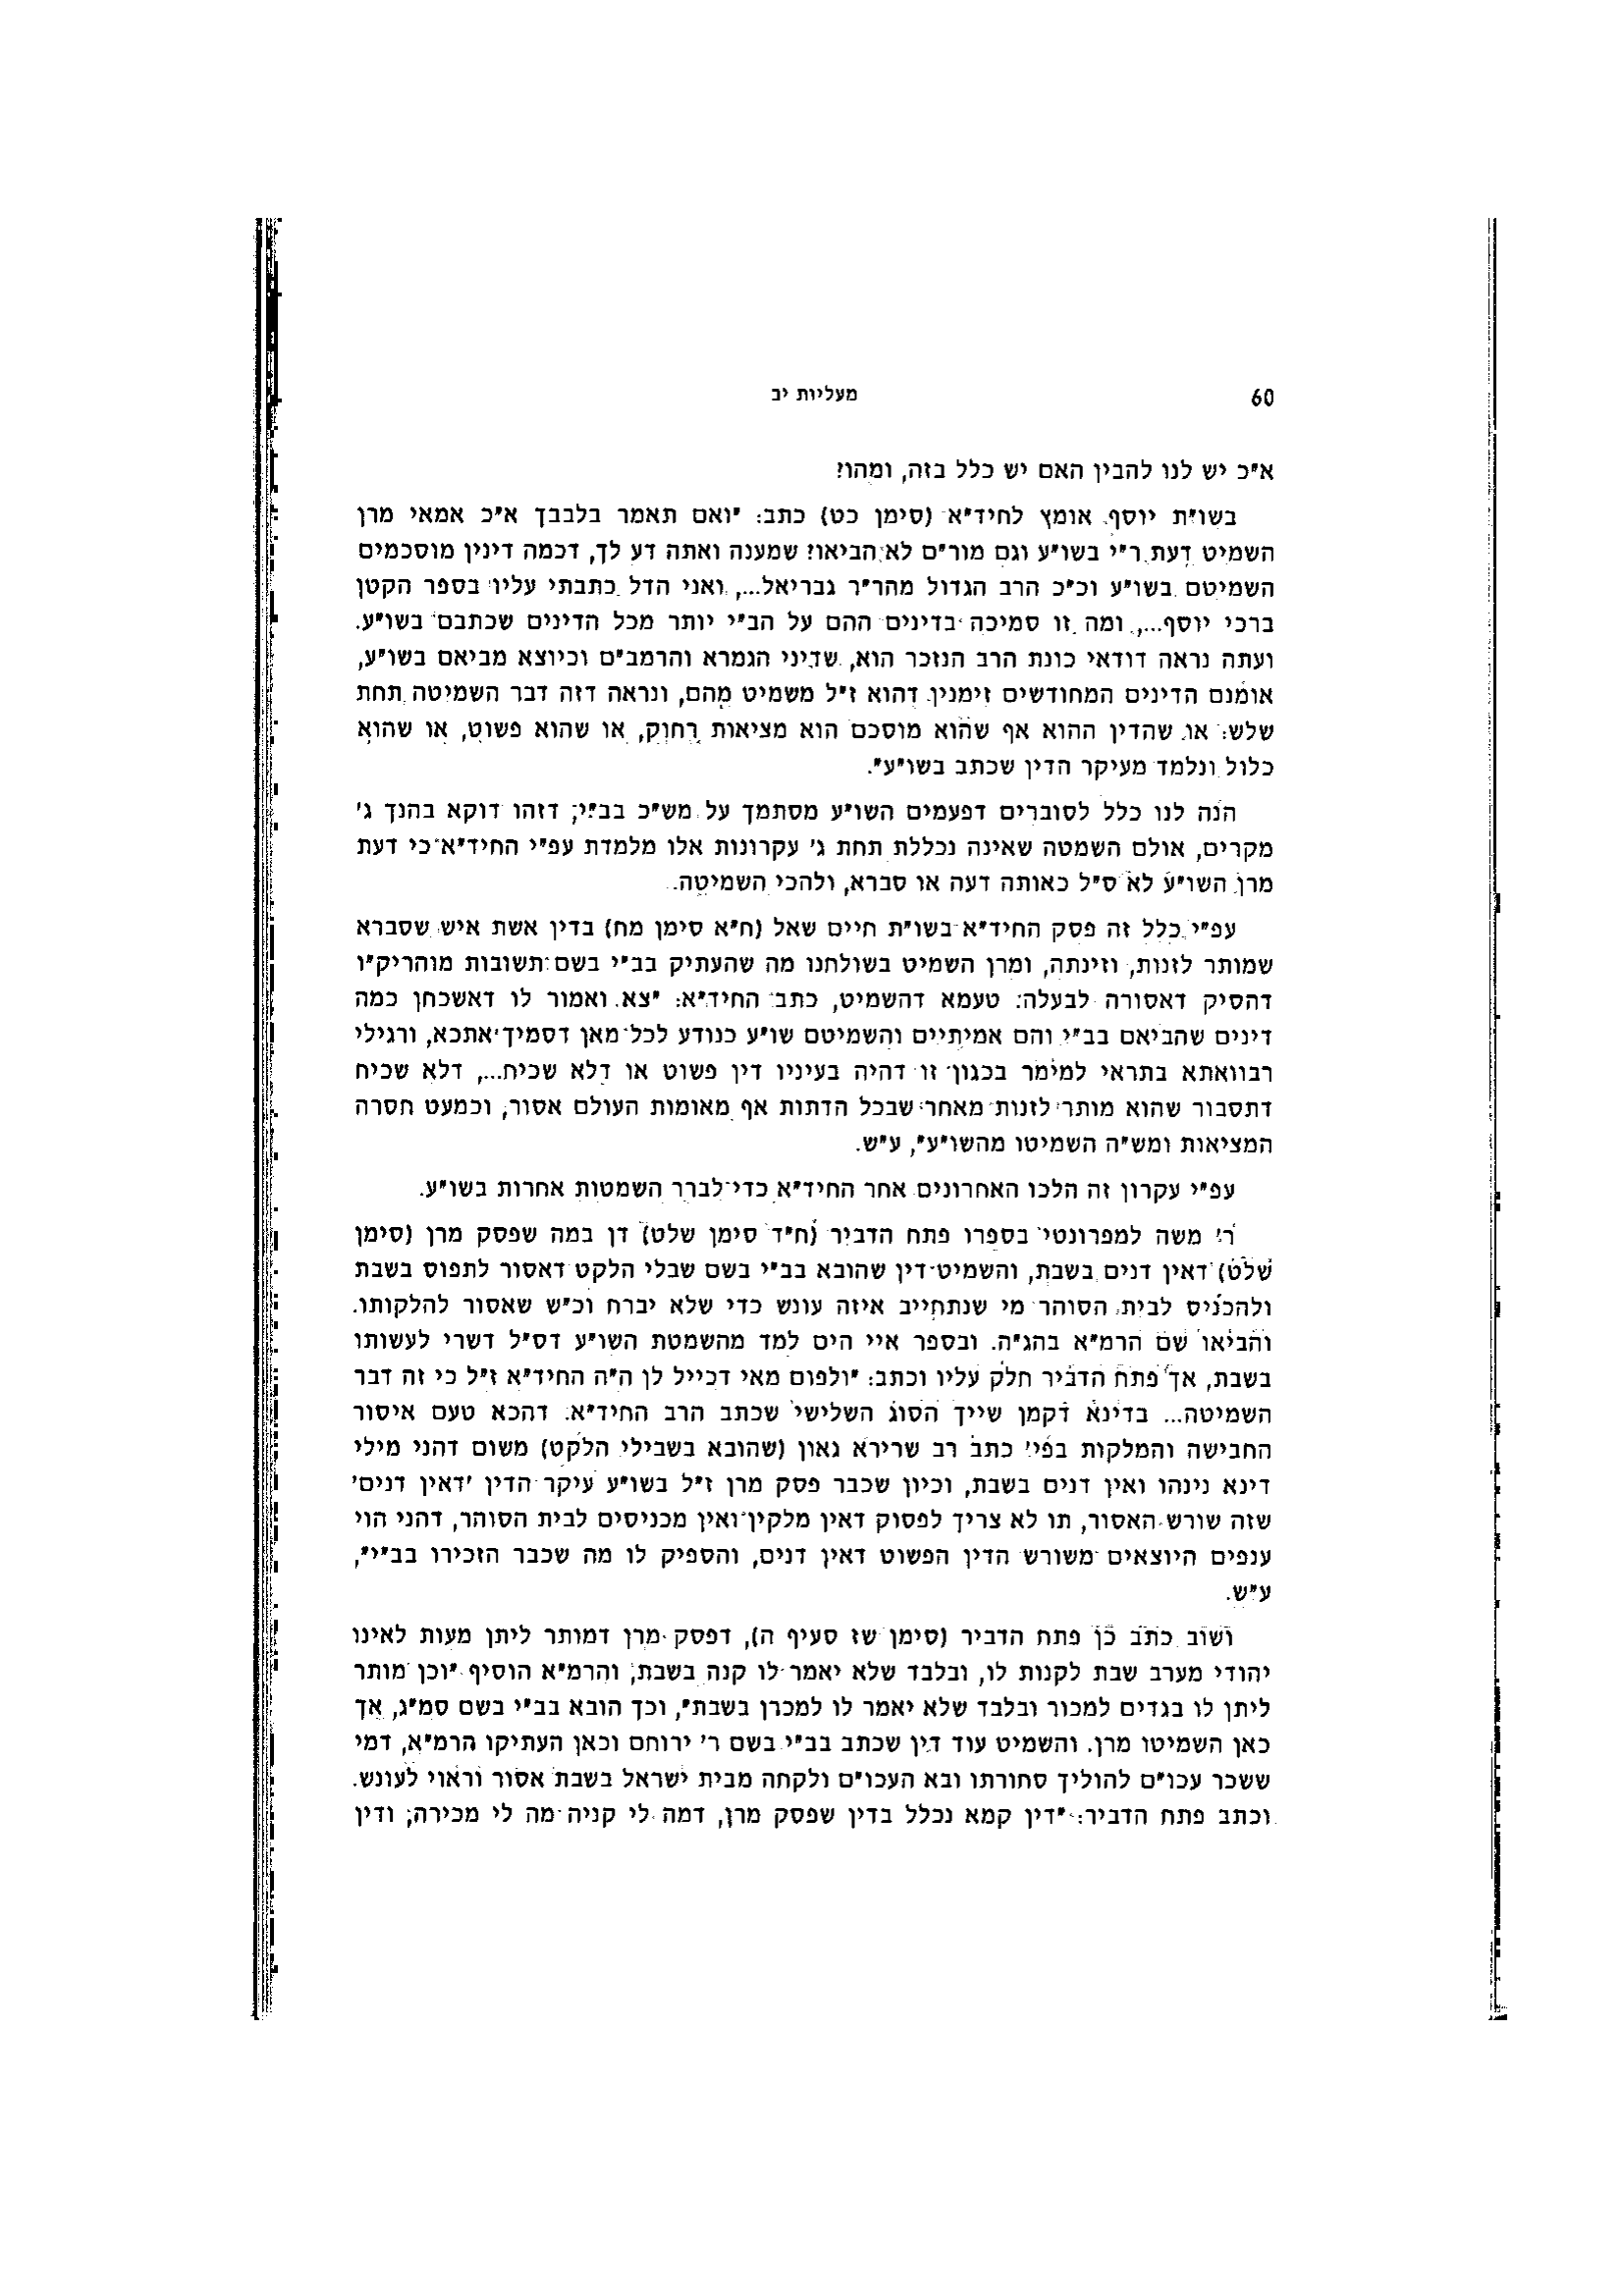 60
מעליות יב
א"כ יש לנו להבין האם יש כלל בזה, ומהו?
בשו"ת יוסף אומץ לחיד"א (סימן כט) כתב: "ואם תאמר בלבבך א"כ אמאי מרן
השמיט דעת ר"י בשו"ע וגם מור"ם לא הביאו? שמענה ואתה דע לך, דכמה דינין מוסכמים
השמיטם בשו"ע וכ"כ הרב הגדול מהר"ר גבריאל..., ואני הדל כתבתי עליו בספר הקטן
ברכי יוסף..., ומה זו סמיכה בדינים ההם על הב"י יותר מכל הדינים שכתבם בשו"ע.
ועתה נראה דודאי כונת הרב הנזכר הוא, שדיני הגמרא והרמב"ם וכיוצא מביאם בשו"ע,
אומנם הדינים המחודשים זימנין דהוא ז"ל משמיט מהם, ונראה דזה דבר השמיטה תחת
שלש: או שהדין ההוא אף שהוא מוסכם הוא מציאות רחוק, או שהוא פשוט, או שהוא
כלול ונלמד מעיקר הדין שכתב בשו"ע".
הנה לנו כלל לסוברים דפעמים השו"ע מסתמך על מש"כ בב"י; דזהו דוקא בהנך ג'
מקרים, אולם השמטה שאינה נכללת תחת ג' עקרונות אלו מלמדת עפ"י החיד"א כי דעת
מרן השו"ע לא ס"ל כאותה דעה או סברא, ולהכי השמיטה.
עפ"י כלל זה פסק החיד"א בשו"ת חיים שאל (ח"א סימן מח) בדין אשת איש שסברא
שמותר לזנות, וזינתה, ומרן השמיט בשולחנו מה שהעתיק בב"י בשם תשובות מוהריק"ו
דהסיק דאסורה לבעלה: טעמא דהשמיט, כתב החיד"א: "צא ואמור לו דאשכחן כמה
דינים שהביאם בב"י והם אמיתיים והשמיטם שו"ע כנודע לכל מאן דסמיך אתכא, ורגילי
רבוואתא בתראי למימר בכגון זו דהיה בעיניו דין פשוט או דלא שכיח..., דלא שכיח
דתסבור שהוא מותר לזנות מאחר שבכל הדתות אף מאומות העולם אסור, וכמעט חסרה
המציאות ומש"ה השמיטו מהשו"ע", ע"ש.
עפ"י עקרון זה הלכו האחרונים אחר החיד"א כדי לברר השמטות אחרות בשו"ע.
ר' משה למפרונטי בספרו פתח הדביר (ח"ד סימן שלט) דן במה שפסק מרן (סימן
שלט) דאין דנים בשבת, והשמיט דין שהובא בב"י בשם שבלי הלקט דאסור לתפוס בשבת
ולהכניס לבית הסוהר מי שנתחייב איזה עונש כדי שלא יברח וכ"ש שאסור להלקותו.
והביאו שם הרמ"א בהג"ה. ובספר איי הים למד מהשמטת השו"ע דס"ל דשרי לעשותו
בשבת, אך פתח הדביר חלק עליו וכתב: "ולפום מאי דכייל לן ה"ה החיד"א ז"ל כי זה דבר
השמיטה... בדינא דקמן שייך הסוג השלישי שכתב הרב החיד"א: דהכא טעם איסור
החבישה והמלקות בפי' כתב רב שרירא גאון (שהובא בשבילי הלקט) משום דהני מילי
דינא נינהו ואין דנים בשבת, וכיון שכבר פסק מרן ז"ל בשו"ע עיקר הדין 'דאין דנים'
שזה שורש האסור, תו לא צריך לפסוק דאין מלקין ואין מכניסים לבית הסוהר, דהני הוי
ענפים היוצאים משורש הדין הפשוט דאין דנים, והספיק לו מה שכבר הזכירו בב"י",
ע"ש.
ושוב כתב כן פתח הדביר (סימן שז סעיף ה), דפסק מרן דמותר ליתן מעות לאינו
יהודי מערב שבת לקנות לו, ובלבד שלא יאמר לו קנה בשבת; והרמ"א הוסיף "וכן מותר
ליתן לו בגדים למכור ובלבד שלא יאמר לו למכרן בשבת", וכך הובא בב"י בשם סמ"ג, אך
כאן השמיטו מרן. והשמיט עוד דין שכתב בב"י בשם ר' ירוחם וכאן העתיקו הרמ"א, דמי
ששכר עכו"ם להוליך סחורתו ובא העכו"ם ולקחה מבית ישראל בשבת אסור וראוי לעונש.
וכתב פתח הדביר: "דין קמא נכלל בדין שפסק מרן, דמה לי קניה מה לי מכירה; ודין